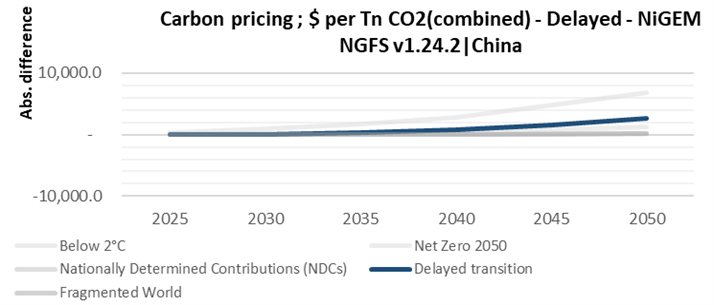 Carbon pricing ; $ per Tn CO2(combined) - Delayed - NiGEM
NGFS v1.24.2|China
Abs. difference
10,000.0
-
-10,000.0
2025 2030 2035 2040 2045 2050
Below 2°C Net Zero 2050
Nationally Determined Contributions (NDCs) Delayed transition
Fragmented World